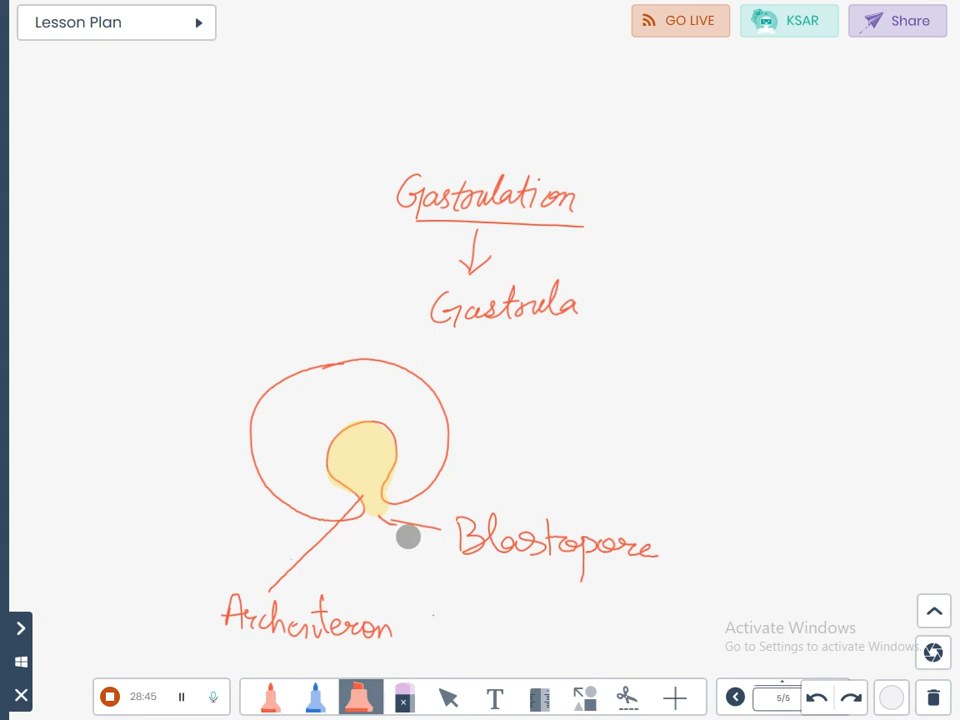 Lesson Plan
GO LIVE
KSAR
Share
Gastrulation
Gastrula
Blastopore
Archenteron
Activate Windows
Go to Settings to activate Windows.
28:45
T
5/5